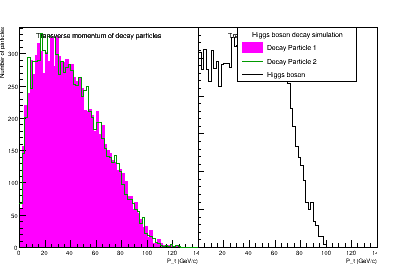 Transverse momentum of decay particles
Number of particles
300
250
200
150
100
50
0
0 20 40 60 80 100 120 14
P_t (GeV/c)
Higgs boson decay simulation
Decay Particle 1
Decay Particle 2
Higgs boson
20 40 60 80 100 120 14
P_t (GeV/c)